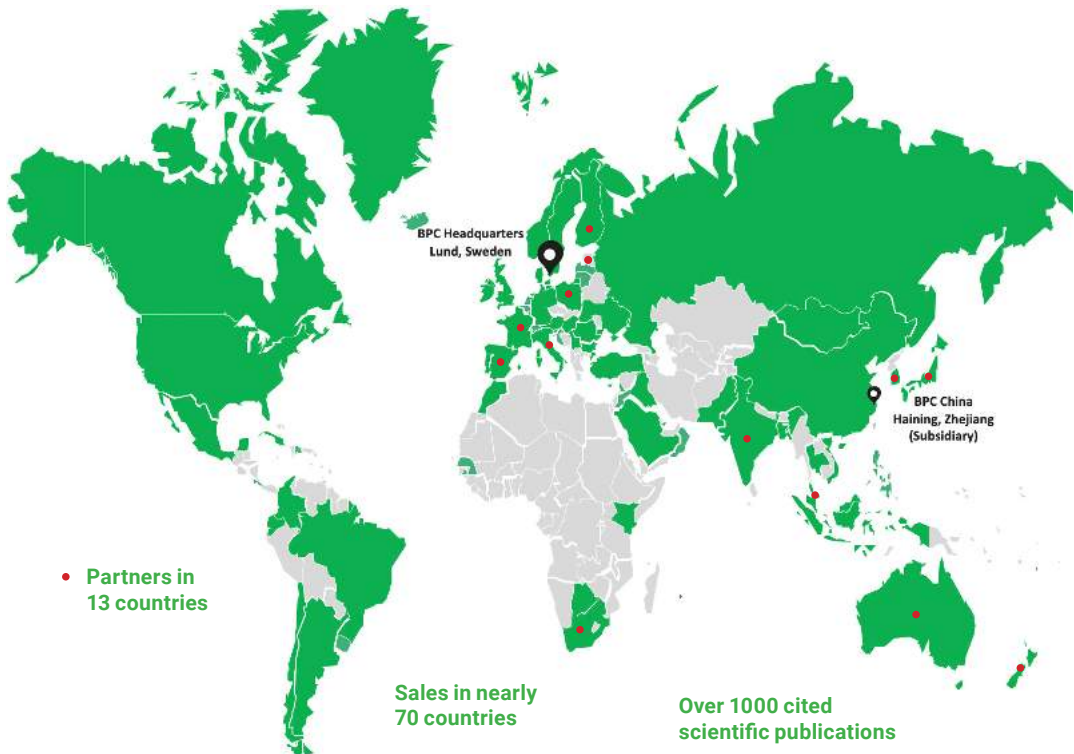 BPC Headquarters
Lund, Sweden
BPC China
Haining, Zhejiang
(Subsidiary)
Partners in
13 countries
Sales in nearly
70 countries
Over 1000 cited
scientific publications